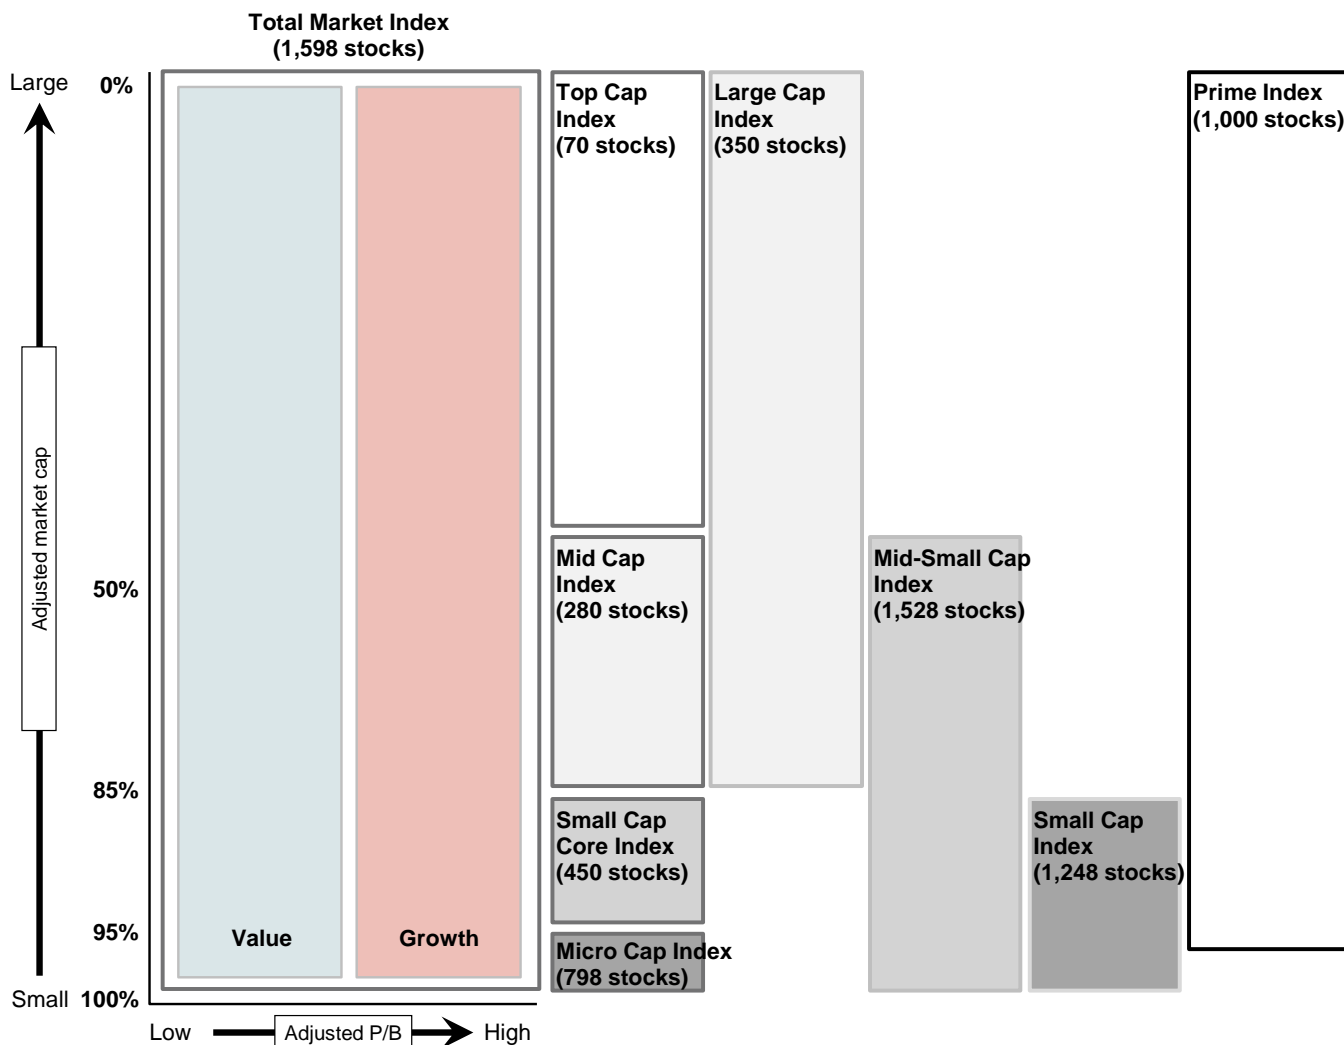 Total Market Index
(1,598 stocks)
Large
0%
Top Cap
Index
(70 stocks)
Large Cap
Index
(350 stocks)
Prime Index
(1,000 stocks)
Adjusted market cap
50%
Mid Cap
Index
(280 stocks)
Mid-Small Cap
Index
(1,528 stocks)
85%
Small Cap
Core Index
(450 stocks)
Small Cap
Index
(1,248 stocks)
95%
Value
Growth
Micro Cap Index
(798 stocks)
Small
100%
Low
Adjusted P/B
High